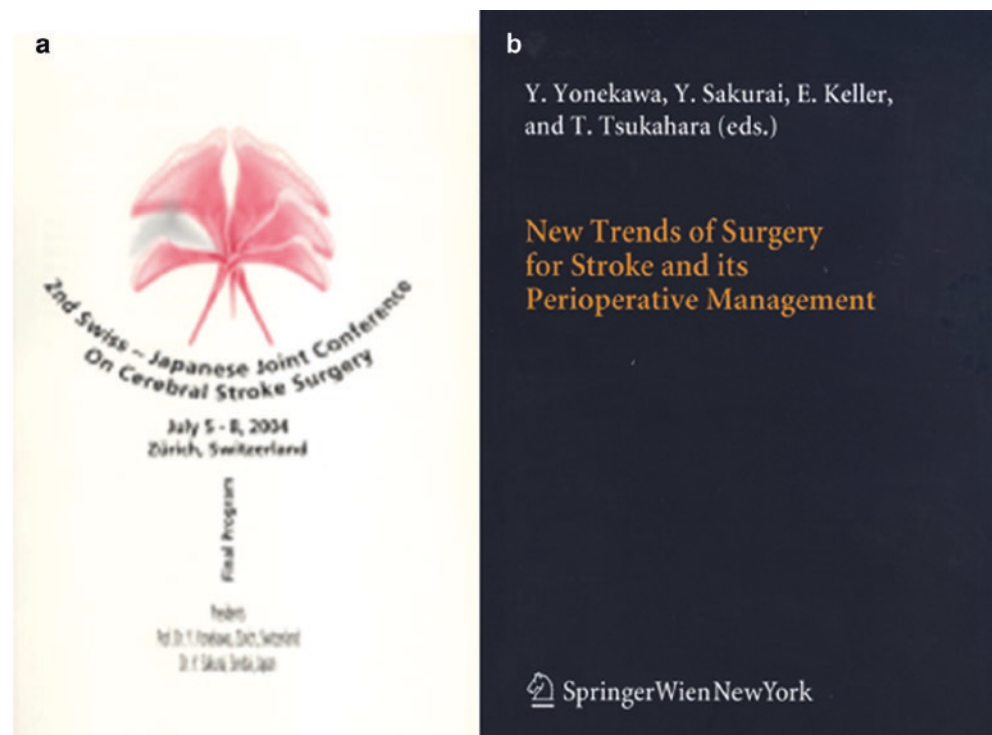 a
2nd Swiss – Japanese Joint Conference
On Cerebral Stroke Surgery
July 5 - 8, 2004
Zürich, Switzerland
Final Program
b
Y. Yonekawa, Y. Sakurai, E. Keller,
and T. Tsukahara (eds.)
New Trends of Surgery
for Stroke and its
Perioperative Management
SpringerWienNewYork